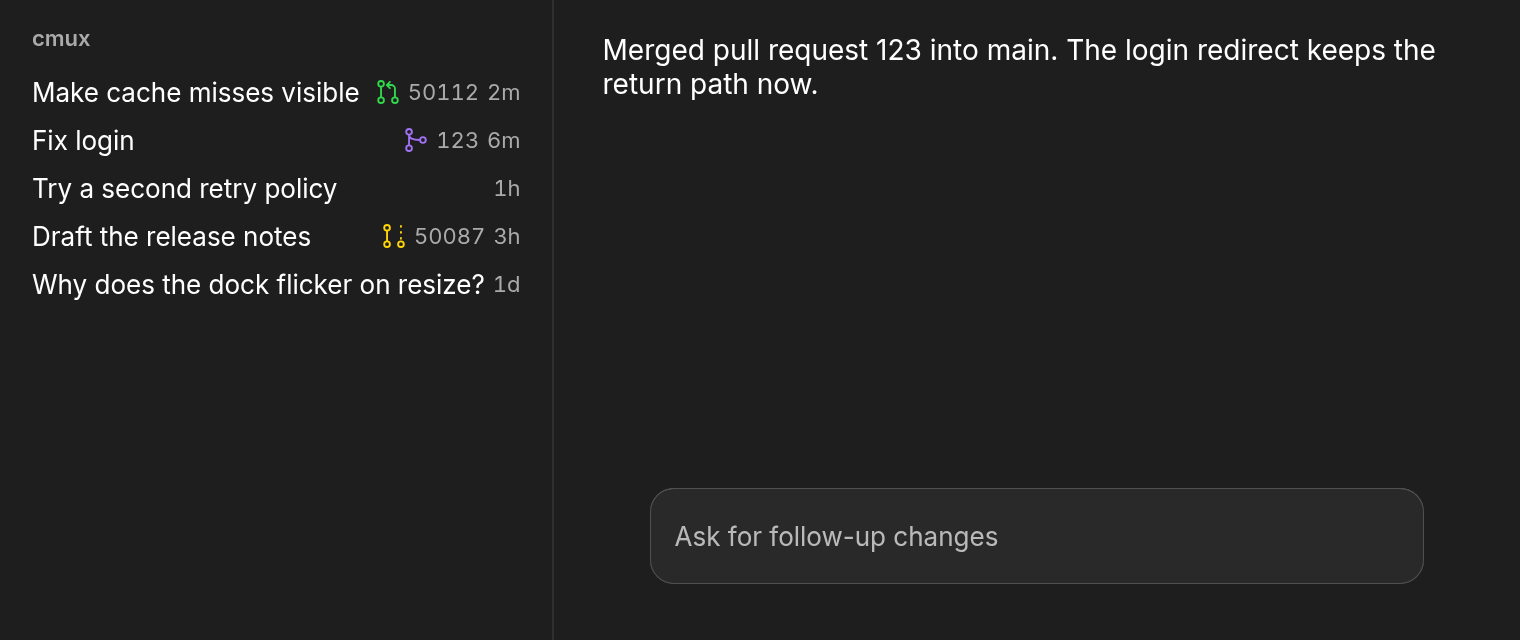 cmux
Make cache misses visible 50112 2m
Fix login 123 6m
Try a second retry policy 1h
Draft the release notes 50087 3h
Why does the dock flicker on resize? 1d
Merged pull request 123 into main. The login redirect keeps the
return path now.
Ask for follow-up changes